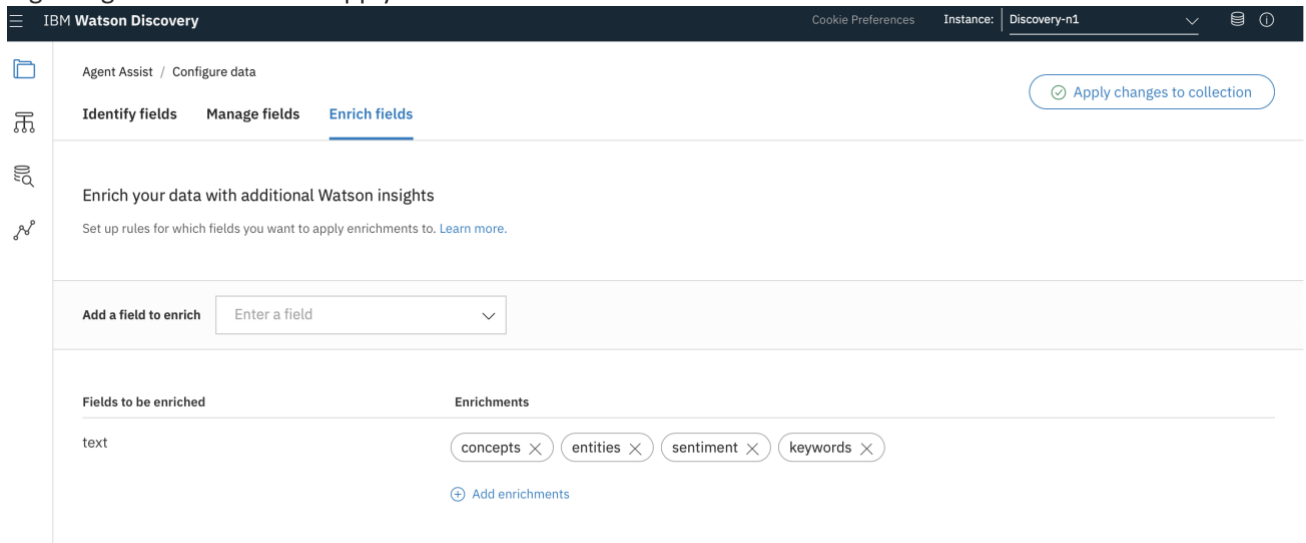 IBM Watson Discovery
Cookie Preferences
Instance:
Discovery-n1
Agent Assist / Configure data
Apply changes to collection
Identify fields
Manage fields
Enrich fields
Enrich your data with additional Watson insights
Set up rules for which fields you want to apply enrichments to. Learn more.
Add a field to enrich
Enter a field
Fields to be enriched
Enrichments
text
concepts
entities
sentiment
keywords
Add enrichments